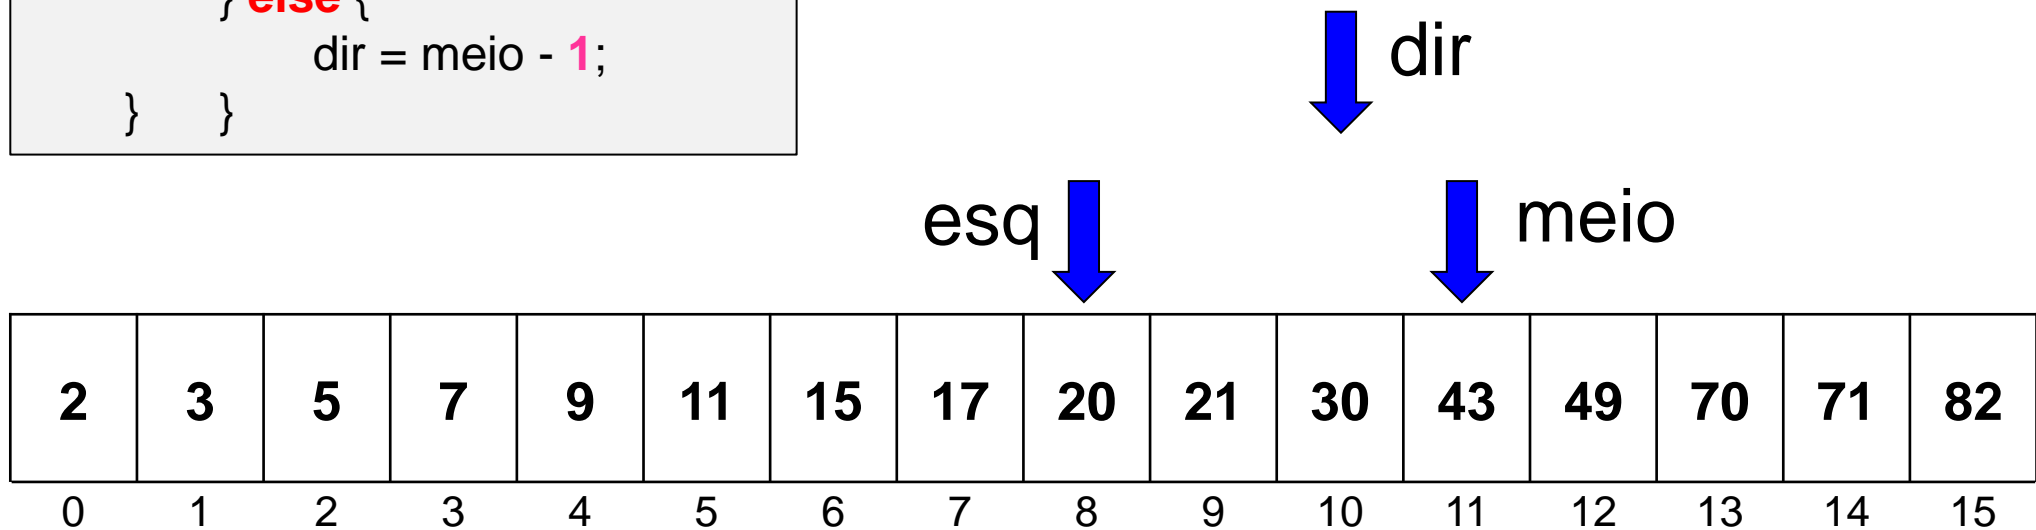 } else {
dir = meio - 1;
} }
dir
esq
meio
2 3 5 7 9 11 15 17 20 21 30 43 49 70 71 82
0 1 2 3 4 5 6 7 8 9 10 11 12 13 14 15